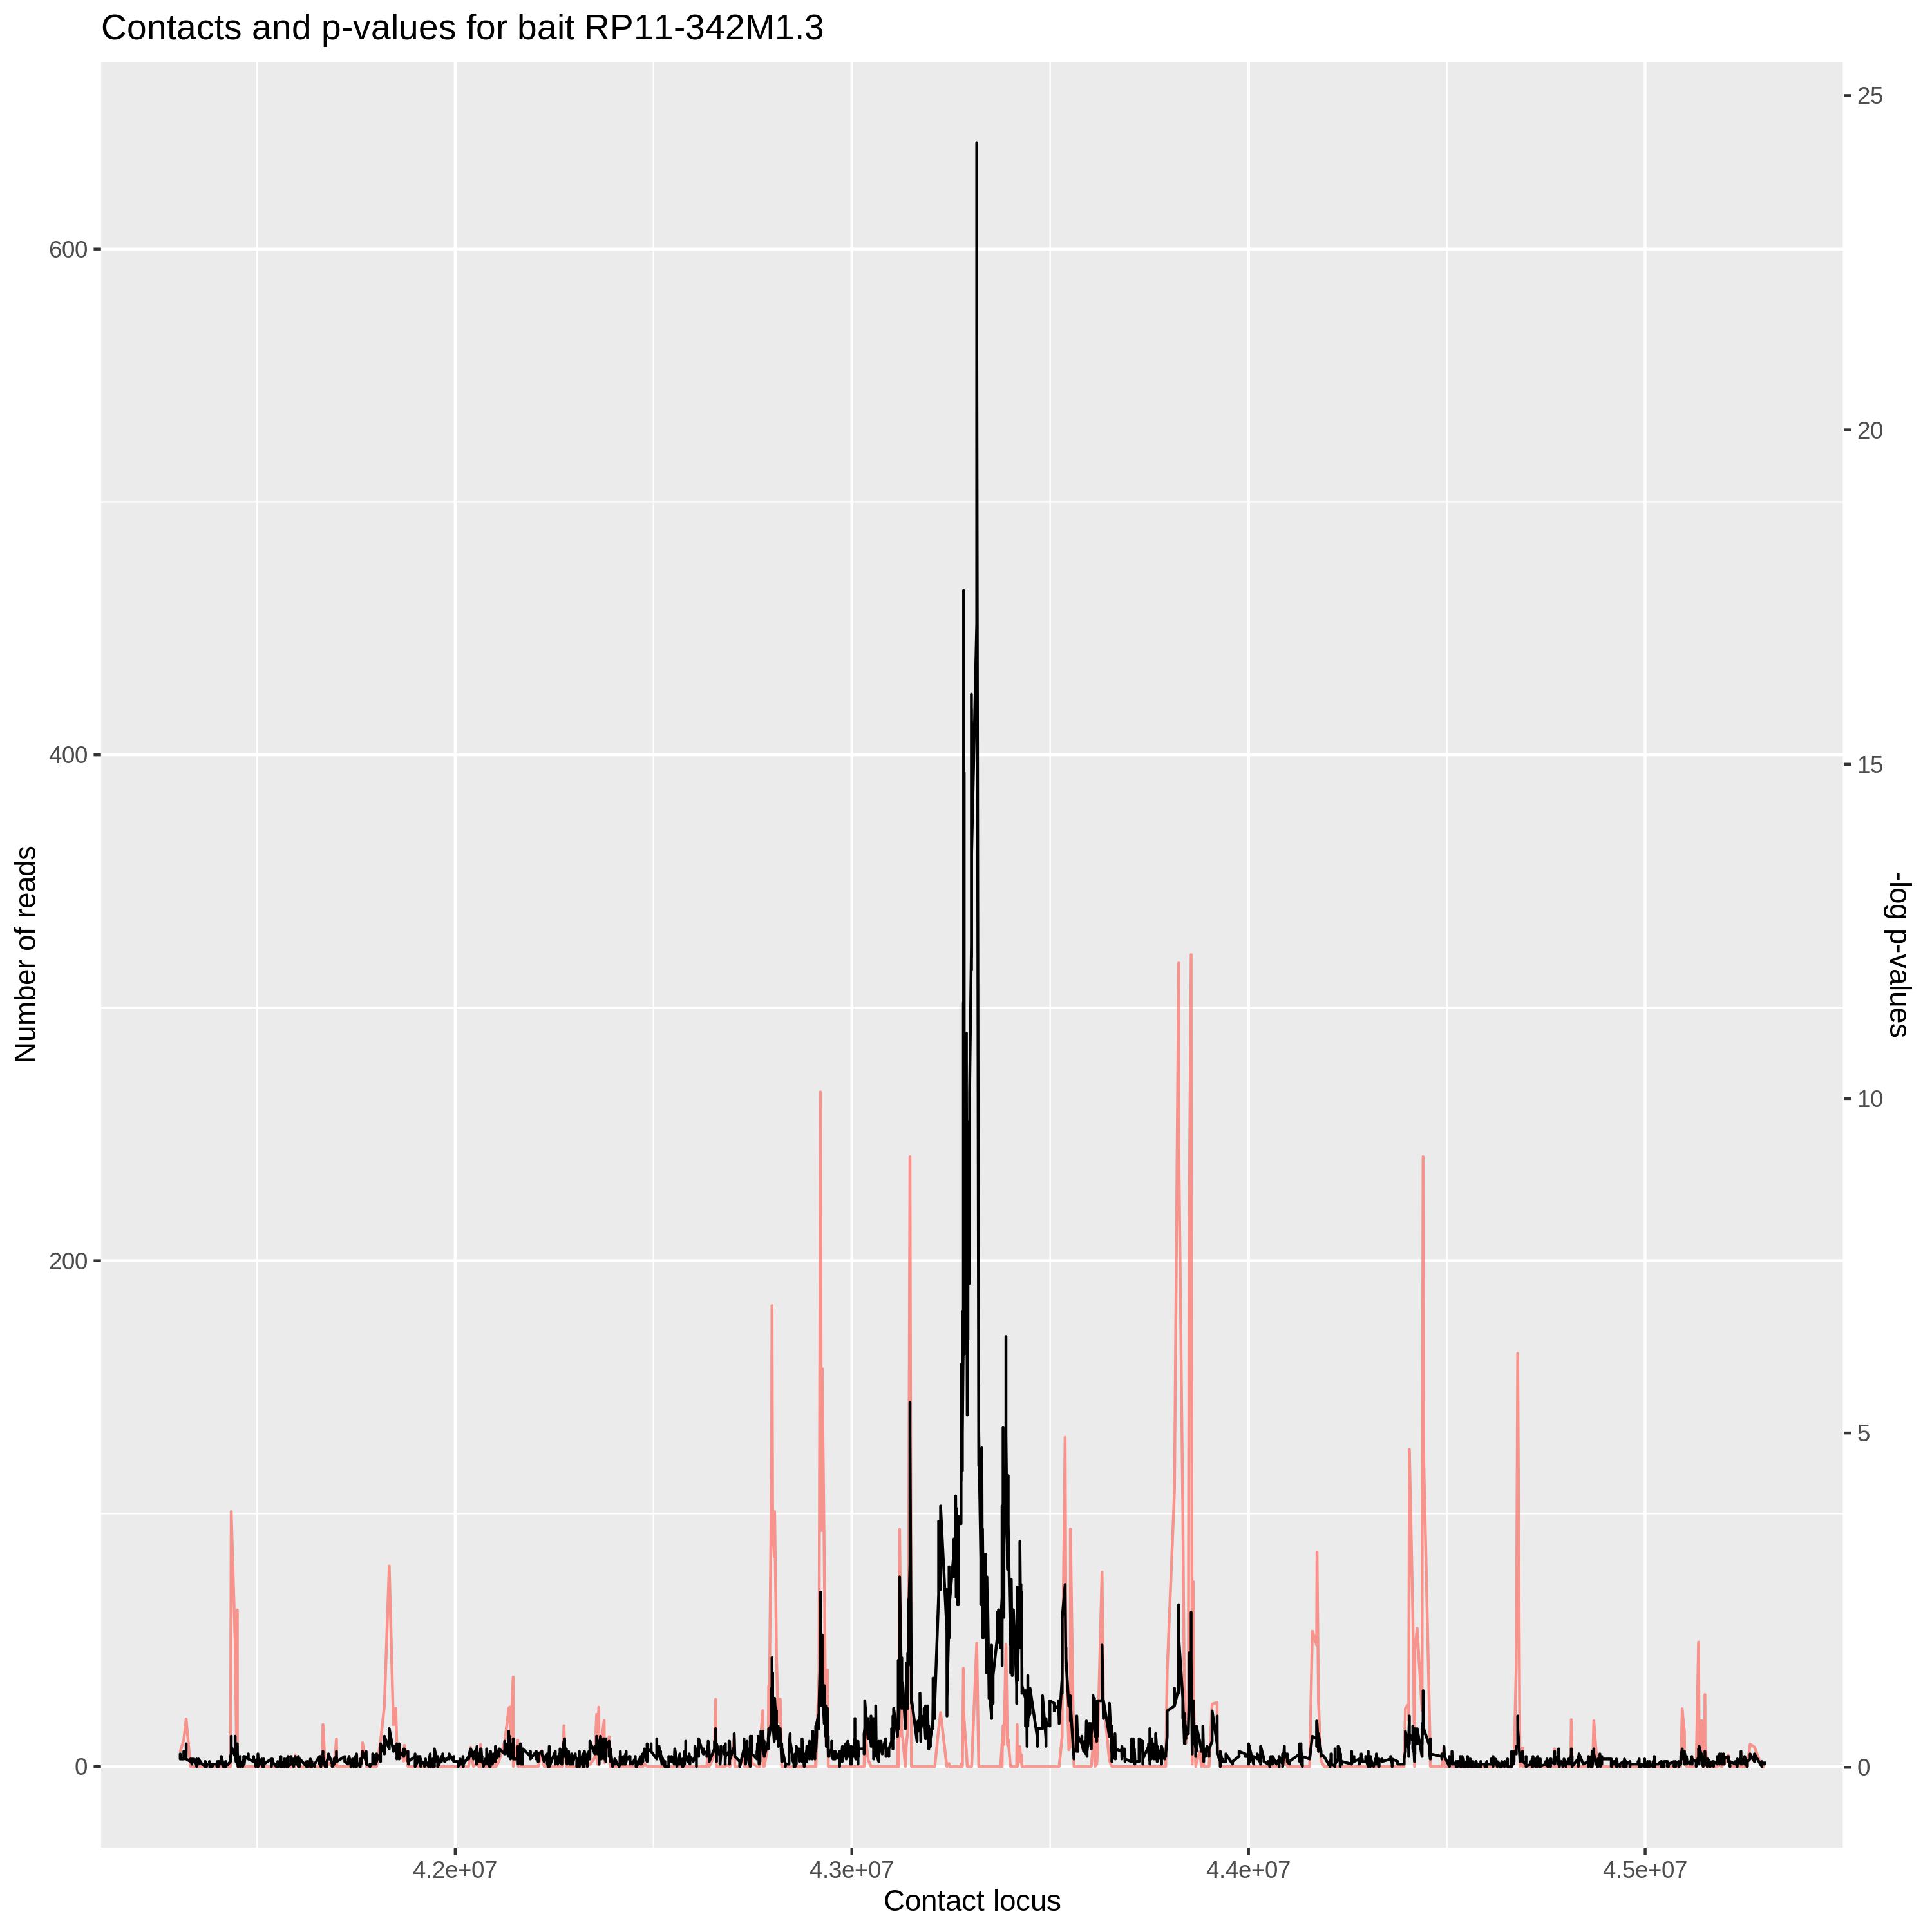 Contacts and p-values for bait RP11-342M1.3
Number of reads
600
400
200
0
25
20
15
10
5
0
-log p-values
4.2e+07
4.3e+07
4.4e+07
4.5e+07
Contact locus